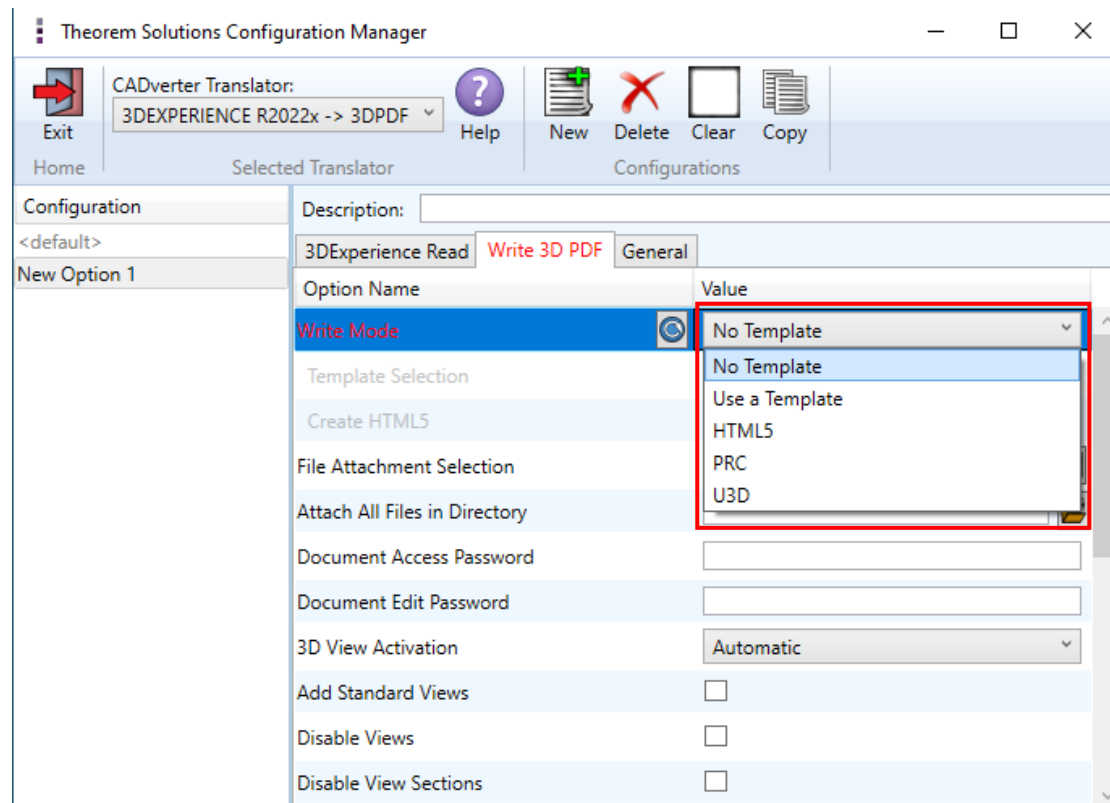 Theorem Solutions Configuration Manager
CADverter Translator:
3DEXPERIENCE R2022x -> 3DPDF
Exit
Help
New
Delete
Clear
Copy
Home
Selected Translator
Configurations
Configuration
Description:
<default>
New Option 1
3DExperience Read
Write 3D PDF
General
Option Name
Value
Write Mode
No Template
Template Selection
No Template
Use a Template
Create HTML5
HTML5
File Attachment Selection
PRC
U3D
Attach All Files in Directory
Document Access Password
Document Edit Password
3D View Activation
Automatic
Add Standard Views
Disable Views
Disable View Sections